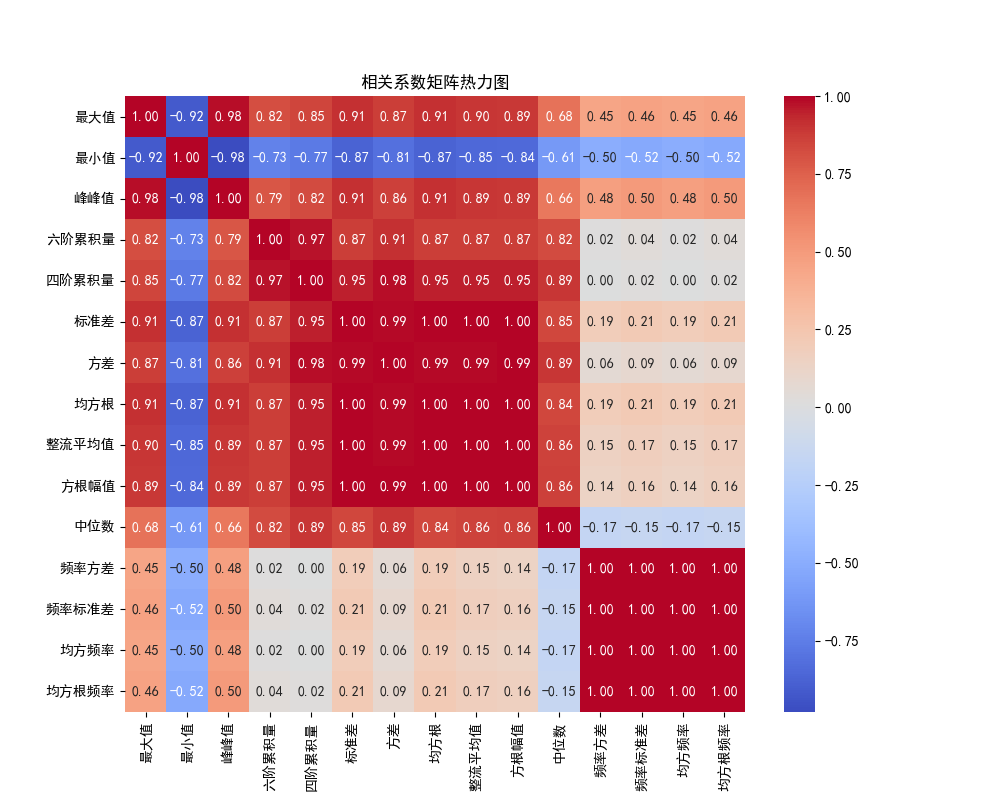 相关系数矩阵热力图
最大值 1.00 −0.92 0.98 0.82 0.85 0.91 0.87 0.91 0.90 0.89 0.68 0.45 0.46 0.45 0.46
最小值 −0.92 1.00 −0.98 −0.73 −0.77 −0.87 −0.81 −0.87 −0.85 −0.84 −0.61 −0.50 −0.52 −0.50 −0.52
峰峰值 0.98 −0.98 1.00 0.79 0.82 0.91 0.86 0.91 0.89 0.89 0.66 0.48 0.50 0.48 0.50
六阶累积量 0.82 −0.73 0.79 1.00 0.97 0.87 0.91 0.87 0.87 0.87 0.82 0.02 0.04 0.02 0.04
四阶累积量 0.85 −0.77 0.82 0.97 1.00 0.95 0.98 0.95 0.95 0.95 0.89 0.00 0.02 0.00 0.02
标准差 0.91 −0.87 0.91 0.87 0.95 1.00 0.99 1.00 1.00 1.00 0.85 0.19 0.21 0.19 0.21
方差 0.87 −0.81 0.86 0.91 0.98 0.99 1.00 0.99 0.99 0.99 0.89 0.06 0.09 0.06 0.09
均方根 0.91 −0.87 0.91 0.87 0.95 1.00 0.99 1.00 1.00 1.00 0.84 0.19 0.21 0.19 0.21
整流平均值 0.90 −0.85 0.89 0.87 0.95 1.00 0.99 1.00 1.00 1.00 0.86 0.15 0.17 0.15 0.17
方根幅值 0.89 −0.84 0.89 0.87 0.95 1.00 0.99 1.00 1.00 1.00 0.86 0.14 0.16 0.14 0.16
中位数 0.68 −0.61 0.66 0.82 0.89 0.85 0.89 0.84 0.86 0.86 1.00 −0.17 −0.15 −0.17 −0.15
频率方差 0.45 −0.50 0.48 0.02 0.00 0.19 0.06 0.19 0.15 0.14 −0.17 1.00 1.00 1.00 1.00
频率标准差 0.46 −0.52 0.50 0.04 0.02 0.21 0.09 0.21 0.17 0.16 −0.15 1.00 1.00 1.00 1.00
均方频率 0.45 −0.50 0.48 0.02 0.00 0.19 0.06 0.19 0.15 0.14 −0.17 1.00 1.00 1.00 1.00
均方根频率 0.46 −0.52 0.50 0.04 0.02 0.21 0.09 0.21 0.17 0.16 −0.15 1.00 1.00 1.00 1.00
最大值 最小值 峰峰值 六阶累积量 四阶累积量 标准差 方差 均方根 整流平均值 方根幅值 中位数 频率方差 频率标准差 均方频率 均方根频率
1.00
0.75
0.50
0.25
0.00
−0.25
−0.50
−0.75